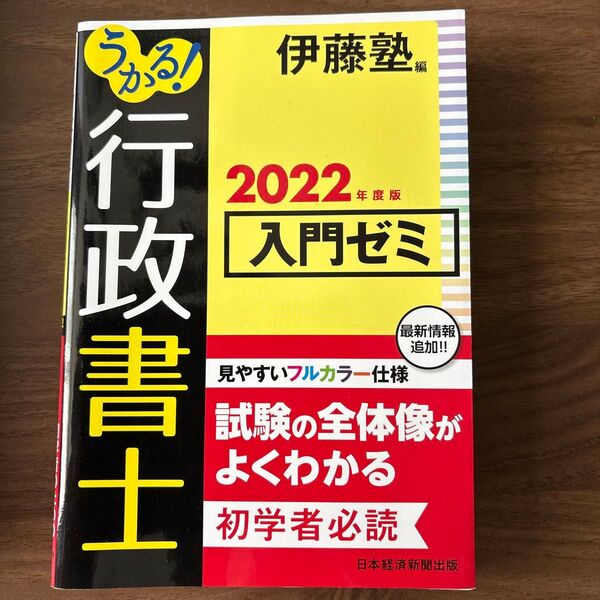 うかる!
行政書士
伊藤塾 編
2022年度版
入門ゼミ
最新情報
追加!!
見やすいフルカラー仕様
試験の全体像が
よくわかる
初学者必読
日本経済新聞出版